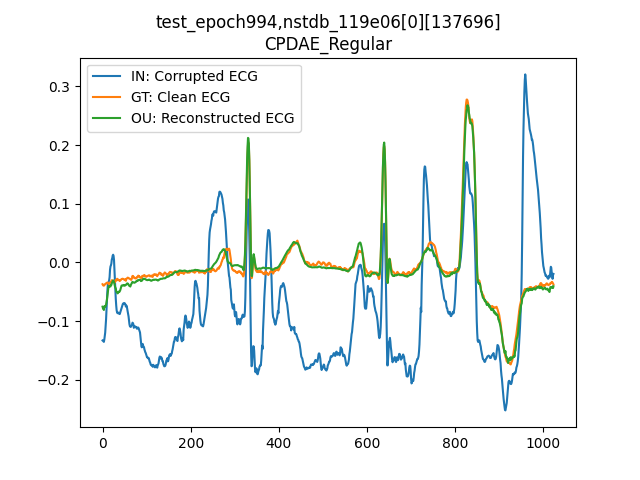 test_epoch994,nstdb_119e06[0][137696]
CPDAE_Regular
IN: Corrupted ECG
GT: Clean ECG
OU: Reconstructed ECG
0.3
0.2
0.1
0.0
−0.1
−0.2
0 200 400 600 800 1000